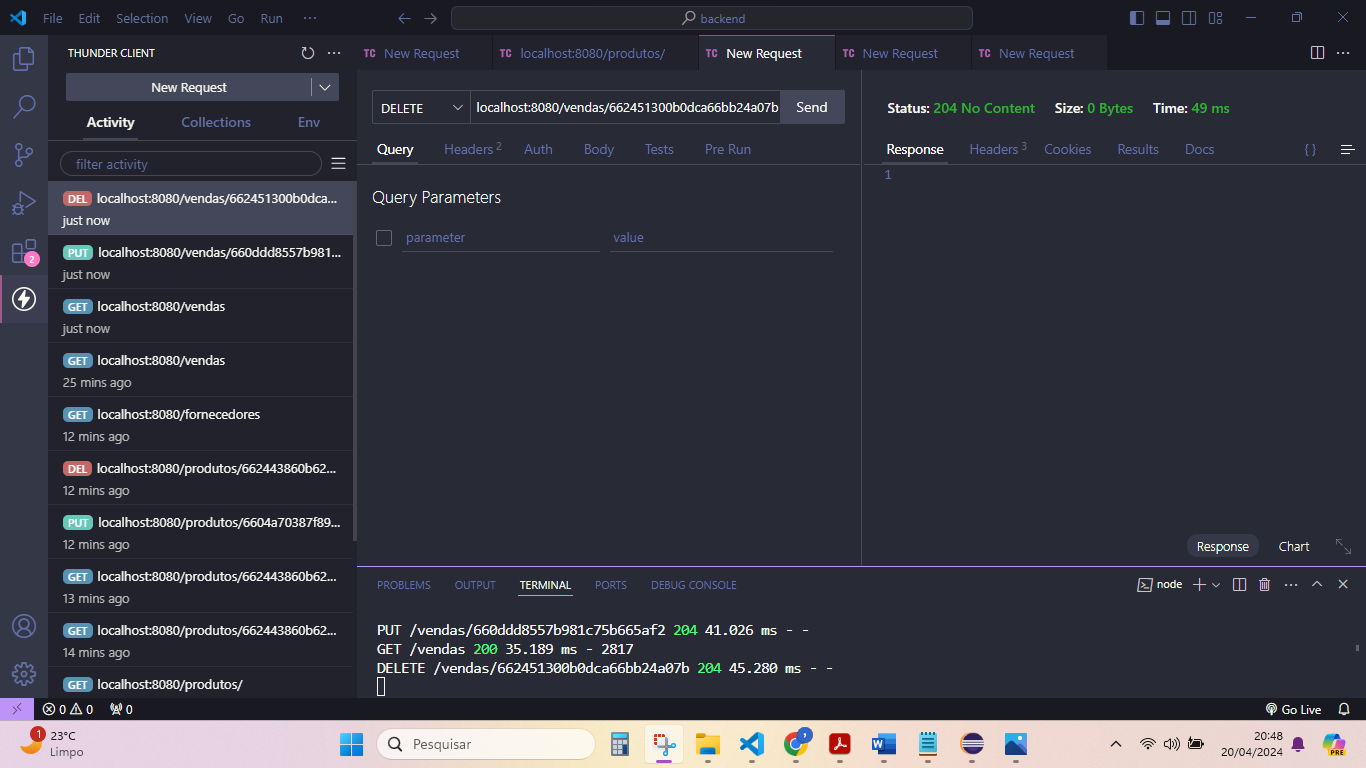 File Edit Selection View Go Run ··· backend
THUNDER CLIENT
TC New Request TC localhost:8080/produtos/ TC New Request TC New Request TC New Request
New Request
Activity Collections Env
filter activity
DEL localhost:8080/vendas/662451300b0dca...
just now
PUT localhost:8080/vendas/660ddd8557b981...
just now
GET localhost:8080/vendas
just now
GET localhost:8080/vendas
25 mins ago
GET localhost:8080/fornecedores
12 mins ago
DEL localhost:8080/produtos/662443860b62...
12 mins ago
PUT localhost:8080/produtos/6604a70387f89...
12 mins ago
GET localhost:8080/produtos/662443860b62...
13 mins ago
GET localhost:8080/produtos/662443860b62...
14 mins ago
GET localhost:8080/produtos/
2
DELETE localhost:8080/vendas/662451300b0dca66bb24a07b Send
Query Headers 2 Auth Body Tests Pre Run
Query Parameters
parameter value
Status: 204 No Content Size: 0 Bytes Time: 49 ms
Response Headers 3 Cookies Results Docs { }
1
Response Chart
PROBLEMS OUTPUT TERMINAL PORTS DEBUG CONSOLE node
PUT /vendas/660ddd8557b981c75b665af2 204 41.026 ms - -
GET /vendas 200 35.189 ms - 2817
DELETE /vendas/662451300b0dca66bb24a07b 204 45.280 ms - -
0 0 0 Go Live
1 23°C
Limpo
Pesquisar
20:48
20/04/2024
PRE